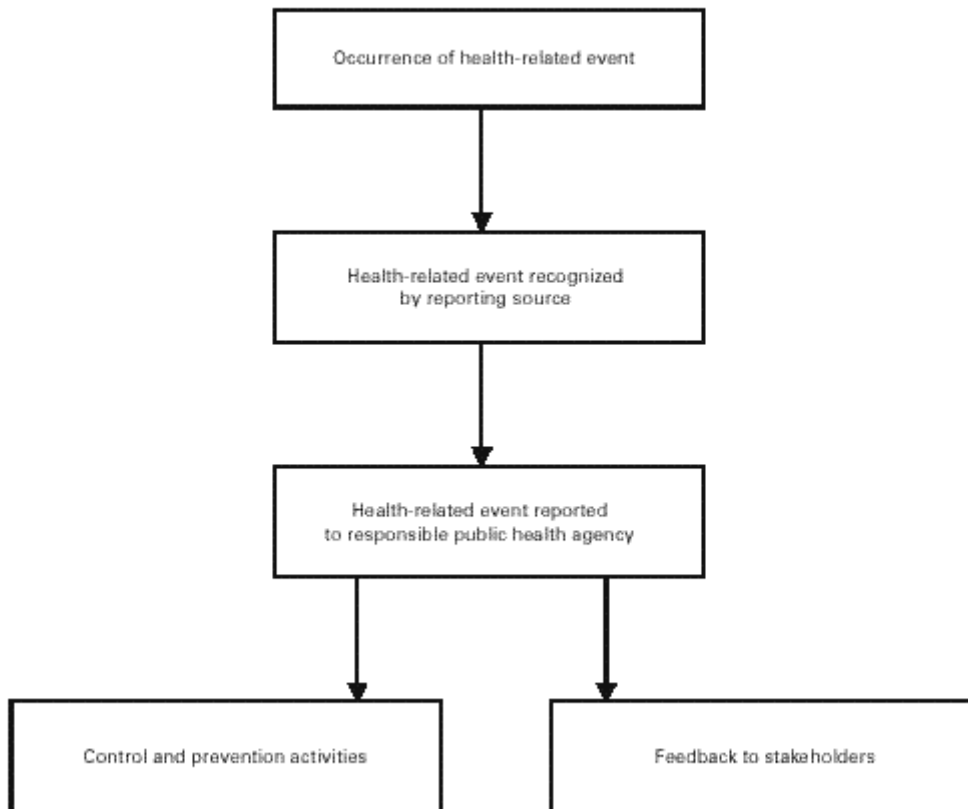 Occurrence of health-related event
Health-related event recognized
by reporting source
Health-related event reported
to responsible public health agency
Control and prevention activities
Feedback to stakeholders